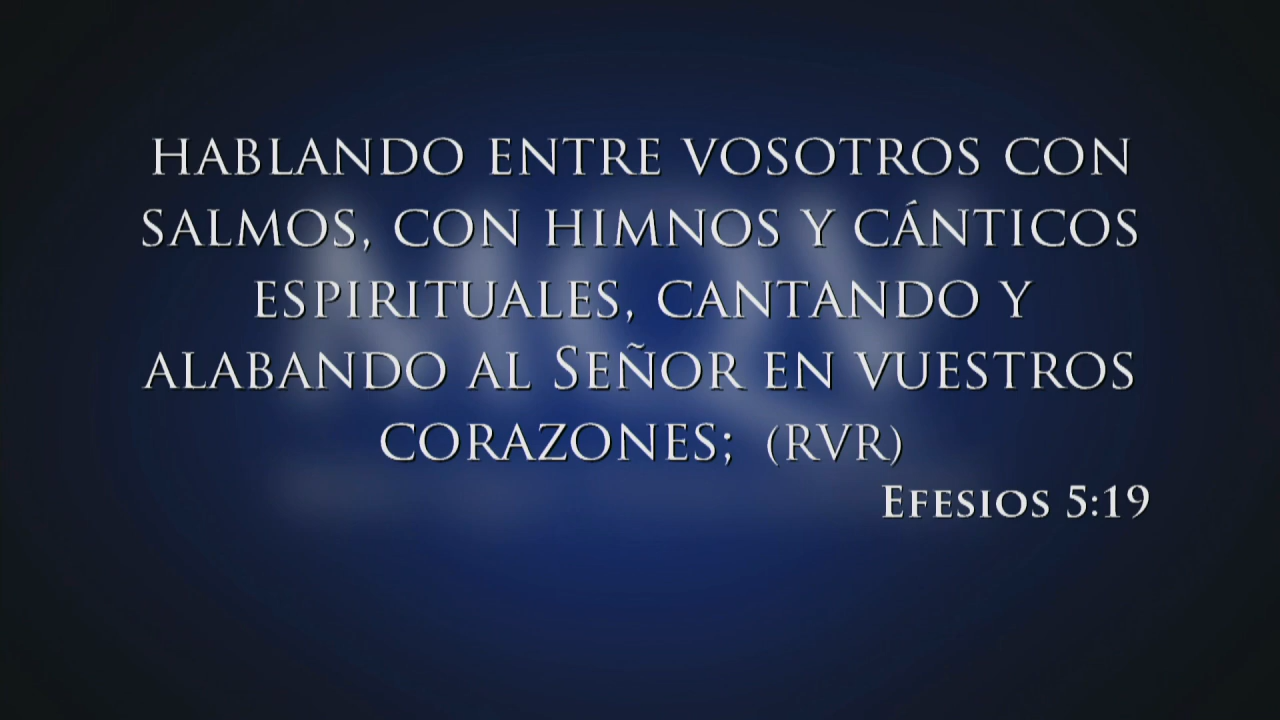 HABLANDO ENTRE VOSOTROS CON
SALMOS, CON HIMNOS Y CÁNTICOS
ESPIRITUALES, CANTANDO Y
ALABANDO AL SEÑOR EN VUESTROS
CORAZONES; (RVR)
EFESIOS 5:19